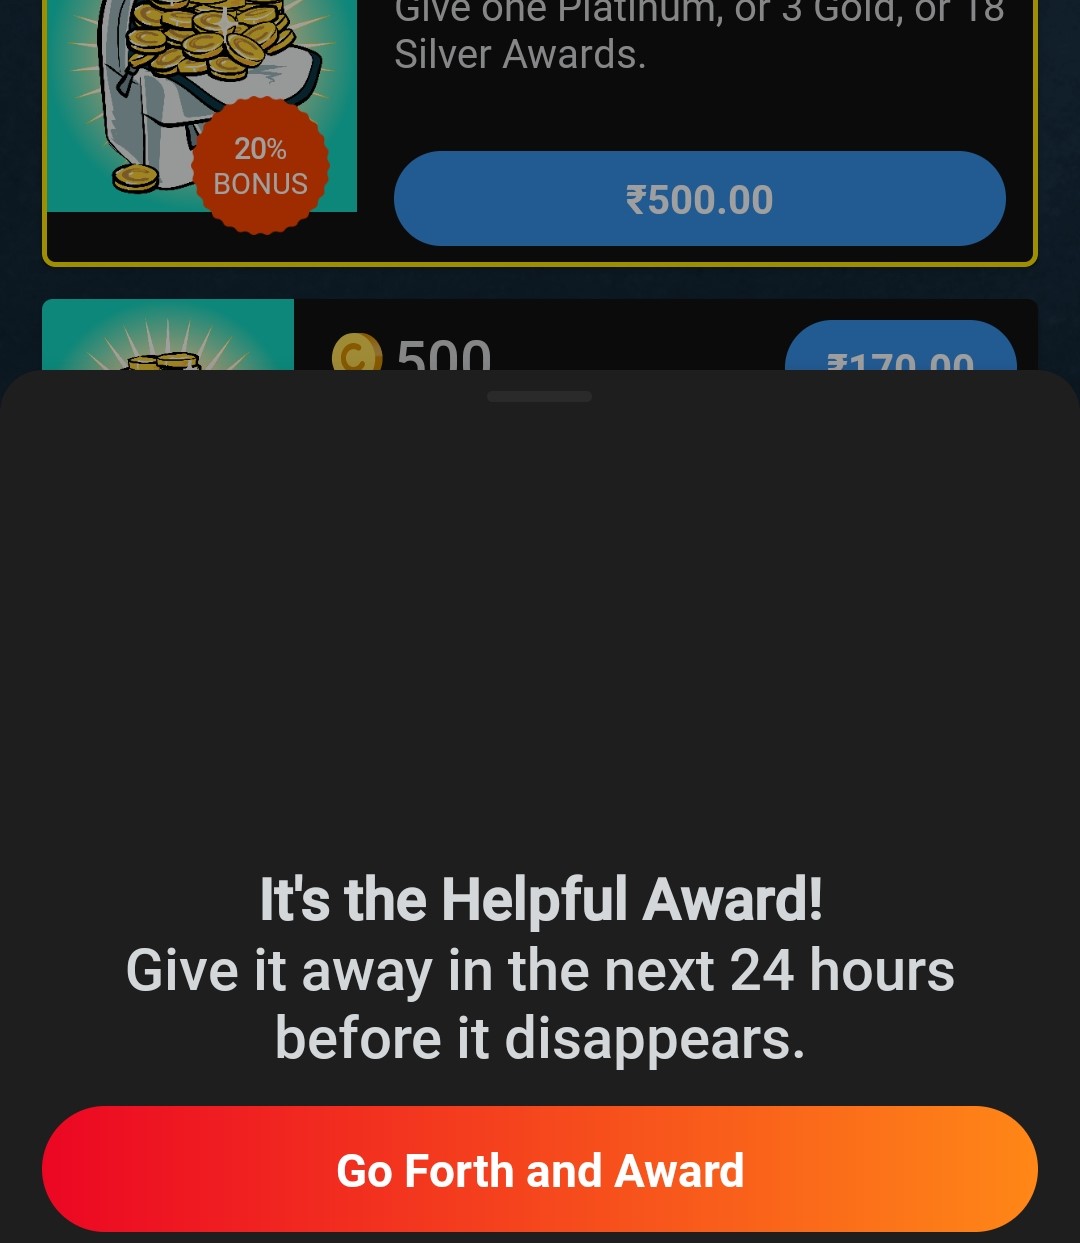 Give one Platinum, or 3 Gold, or 18
Silver Awards.
20%
BONUS
₹500.00
500
₹170.00
It's the Helpful Award!
Give it away in the next 24 hours
before it disappears.
Go Forth and Award